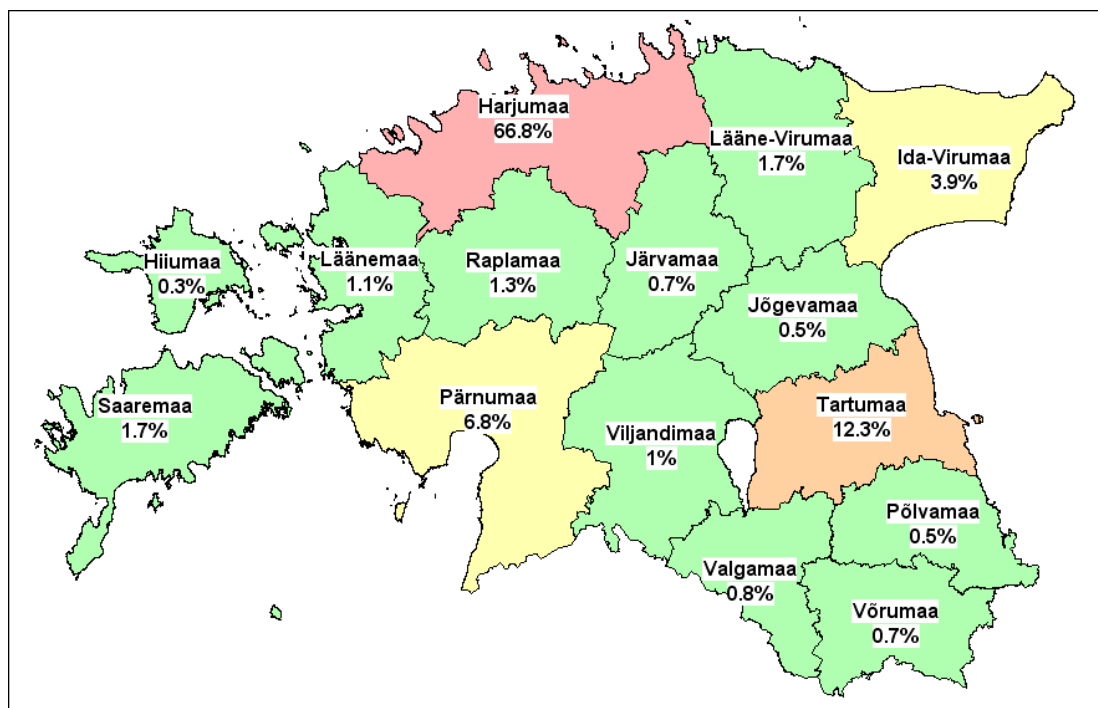 Harjumaa
66.8%
Lääne-Virumaa
1.7%
Ida-Virumaa
3.9%
Hiiumaa
0.3%
Läänemaa
1.1%
Raplamaa
1.3%
Järvamaa
0.7%
Jõgevamaa
0.5%
Saaremaa
1.7%
Pärnumaa
6.8%
Viljandimaa
1%
Tartumaa
12.3%
Põlvamaa
0.5%
Valgamaa
0.8%
Võrumaa
0.7%